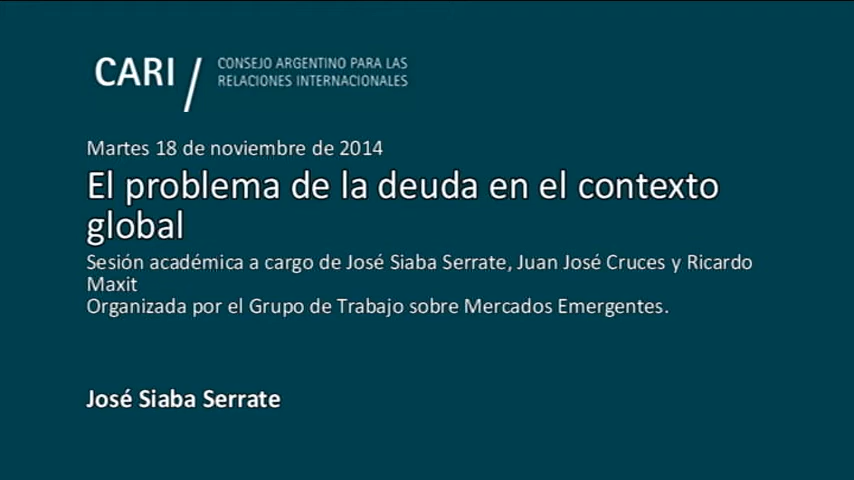 CARI /
CONSEJO ARGENTINO PARA LAS
RELACIONES INTERNACIONALES
Martes 18 de noviembre de 2014
El problema de la deuda en el contexto
global
Sesión académica a cargo de José Siaba Serrate, Juan José Cruces y Ricardo
Maxit
Organizada por el Grupo de Trabajo sobre Mercados Emergentes.
José Siaba Serrate